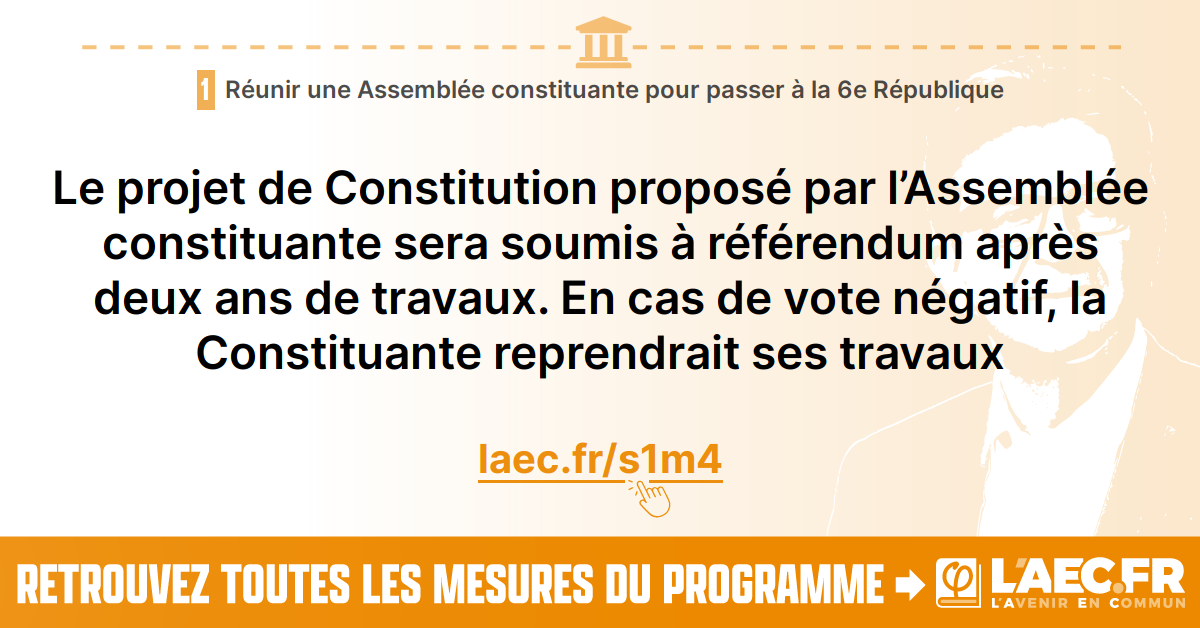 1 Réunir une Assemblée constituante pour passer à la 6e République
Le projet de Constitution proposé par l’Assemblée
constituante sera soumis à référendum après
deux ans de travaux. En cas de vote négatif, la
Constituante reprendrait ses travaux
laec.fr/s1m4
RETROUVEZ TOUTES LES MESURES DU PROGRAMME → φ L'AEC.FR
L'AVENIR EN COMMUN